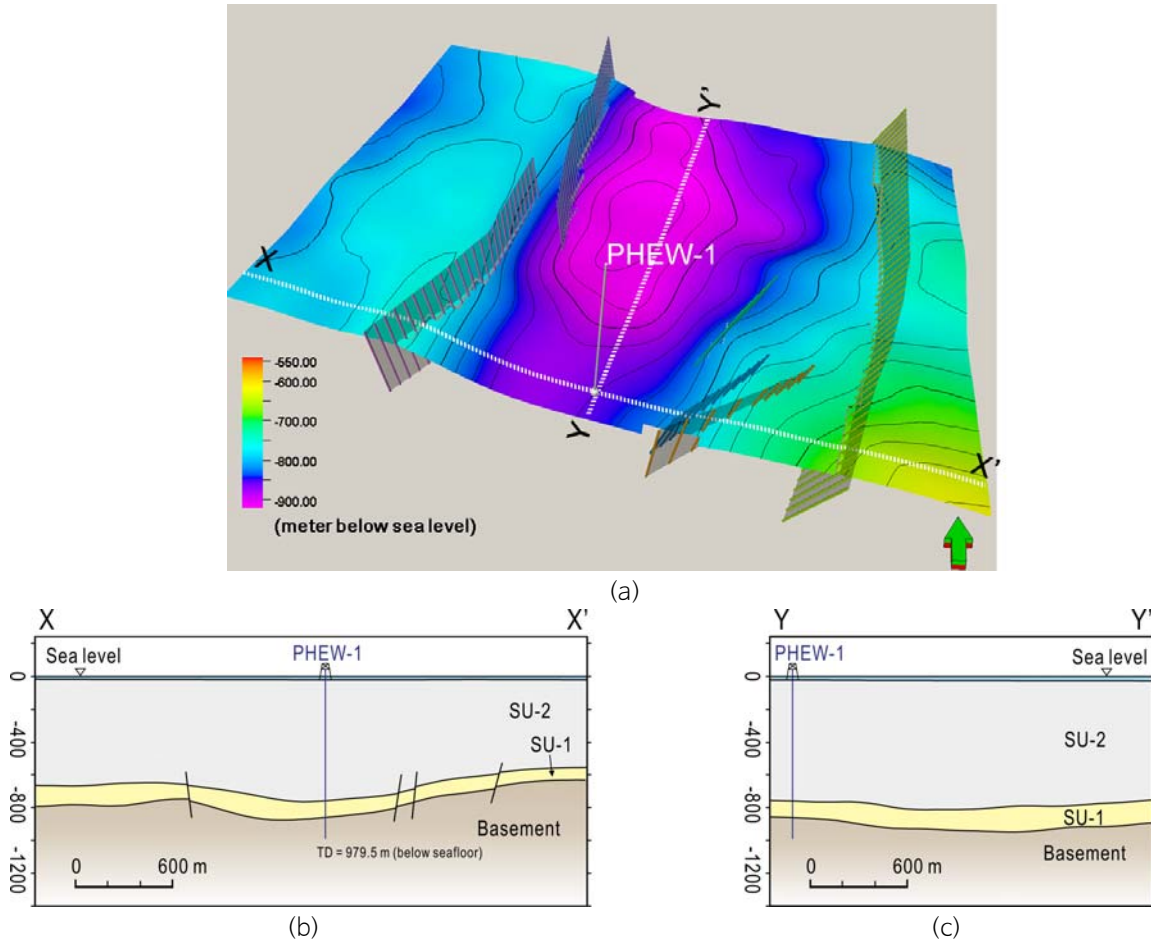 Y'
X
PHEW-1
-550.00
-600.00
-700.00
-800.00
-900.00
(meter below sea level)
Y
X'
(a)
X
X'
Sea level
PHEW-1
0
-400
-800
-1200
SU-2
SU-1
Basement
TD = 979.5 m (below seafloor)
0
600 m
(b)
Y
Y'
PHEW-1
Sea level
0
-400
-800
-1200
SU-2
SU-1
Basement
0
600 m
(c)